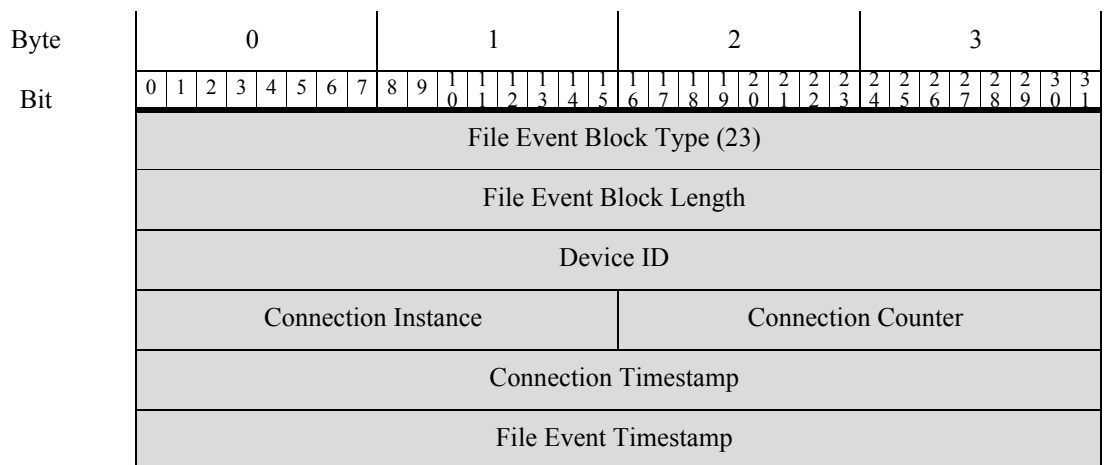 Byte 0 1 2 3
Bit 0 1 2 3 4 5 6 7 8 9 10 11 12 13 14 15 16 17 18 19 20 21 22 23 24 25 26 27 28 29 30 31
File Event Block Type (23)
File Event Block Length
Device ID
Connection Instance Connection Counter
Connection Timestamp
File Event Timestamp